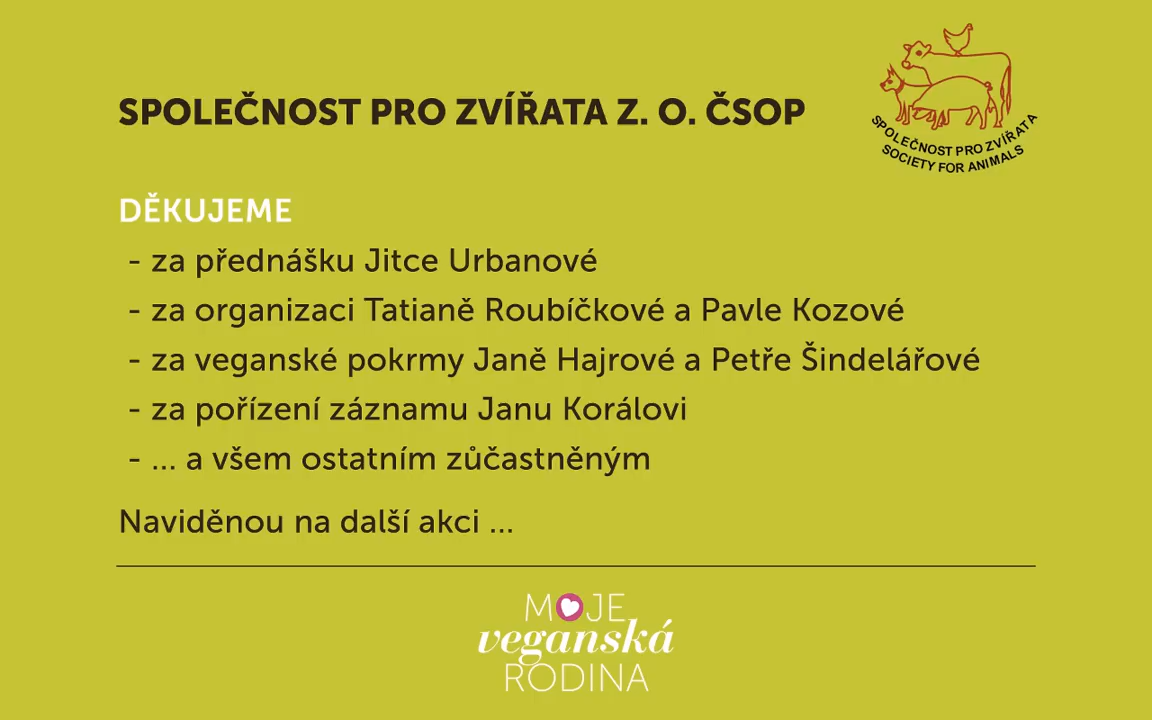 SPOLEČNOST PRO ZVÍŘATA Z. O. ČSOP
SPOLEČNOST PRO ZVÍŘATA
SOCIETY FOR ANIMALS
DĚKUJEME
- za přednášku Jitce Urbanové
- za organizaci Tatianě Roubíčkové a Pavle Kozové
- za veganské pokrmy Janě Hajrové a Petře Šindelářové
- za pořízení záznamu Janu Korálovi
- ... a všem ostatním zůčastněným
Naviděnou na další akci ...
MOJE
veganská
RODINA